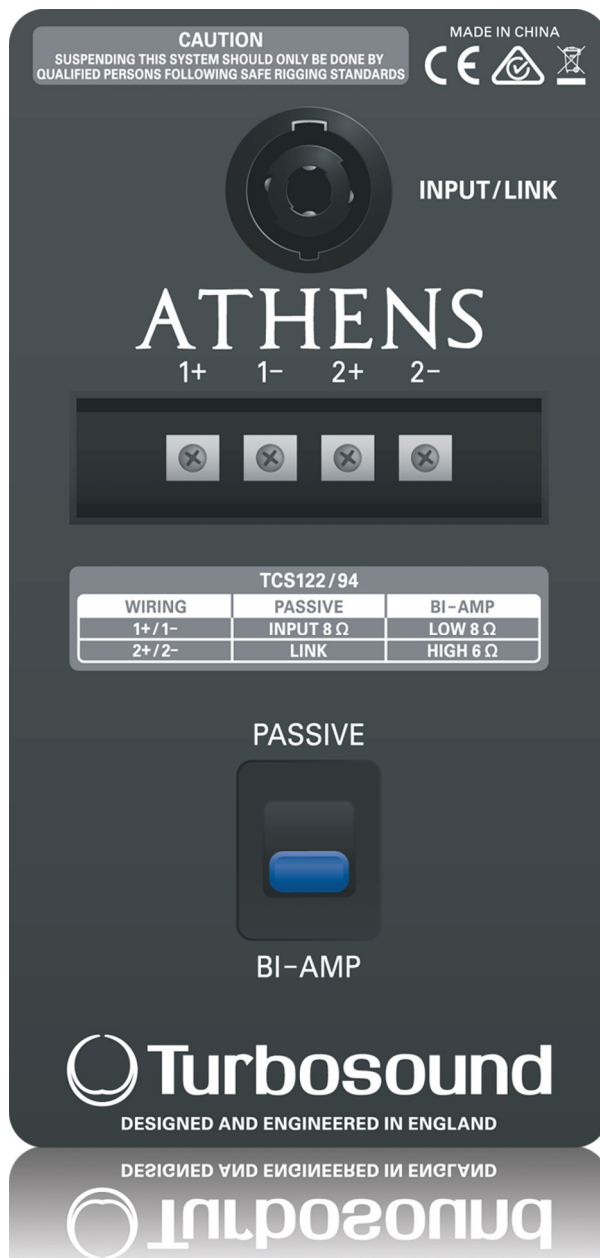 CAUTION
SUSPENDING THIS SYSTEM SHOULD ONLY BE DONE BY
QUALIFIED PERSONS FOLLOWING SAFE RIGGING STANDARDS
MADE IN CHINA
CE
INPUT/LINK
ATHENS
1+ 1- 2+ 2-
TCS122/94
WIRING PASSIVE BI-AMP
1+/1- INPUT 8 Ω LOW 8 Ω
2+/2- LINK HIGH 6 Ω
PASSIVE
BI-AMP
Turbosound
DESIGNED AND ENGINEERED IN ENGLAND
DESIGNED AND ENGINEERED IN ENGLAND
Turbosound